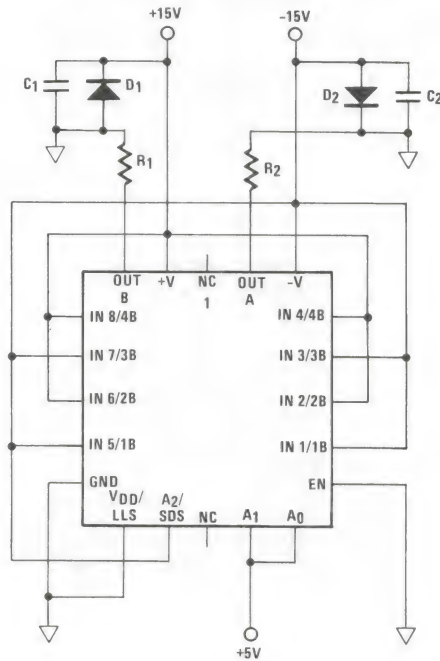 +15V
-15V
C1
D1
D2
C2
R1
R2
OUT B
+V
NC 1
OUT A
-V
IN 8/4B
IN 4/4B
IN 7/3B
IN 3/3B
IN 6/2B
IN 2/2B
IN 5/1B
IN 1/1B
GND
EN
VDD/ LLS
A2/ SDS
NC
A1
A0
+5V